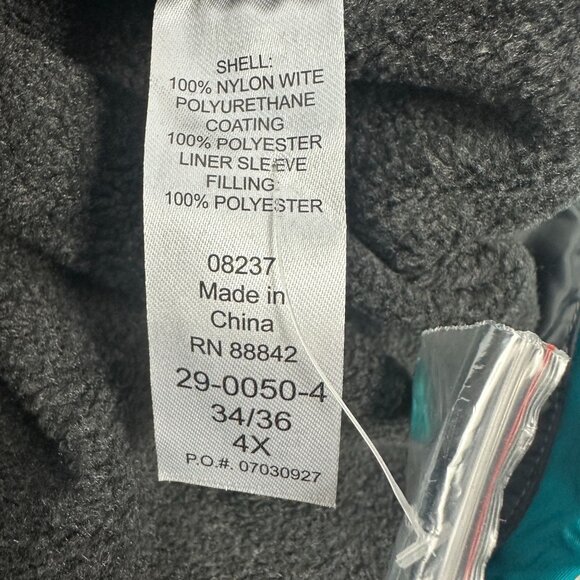 SHELL:
100% NYLON WITE
POLYURETHANE
COATING
100% POLYESTER
LINER SLEEVE
FILLING:
100% POLYESTER
08237
Made in
China
RN 88842
29-0050-4
34/36
4X
P.O.#. 07030927